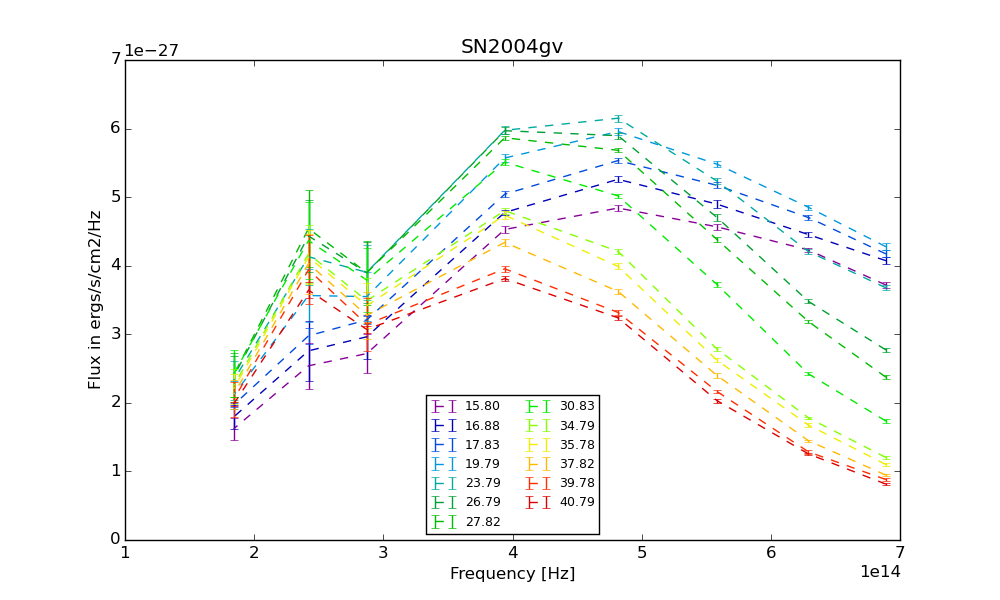 SN2004gv
1e−27
7
6
5
4
3
2
1
0
Flux in ergs/s/cm2/Hz
15.80 30.83
16.88 34.79
17.83 35.78
19.79 37.82
23.79 39.78
26.79 40.79
27.82
1 2 3 4 5 6 7
Frequency [Hz]
1e14